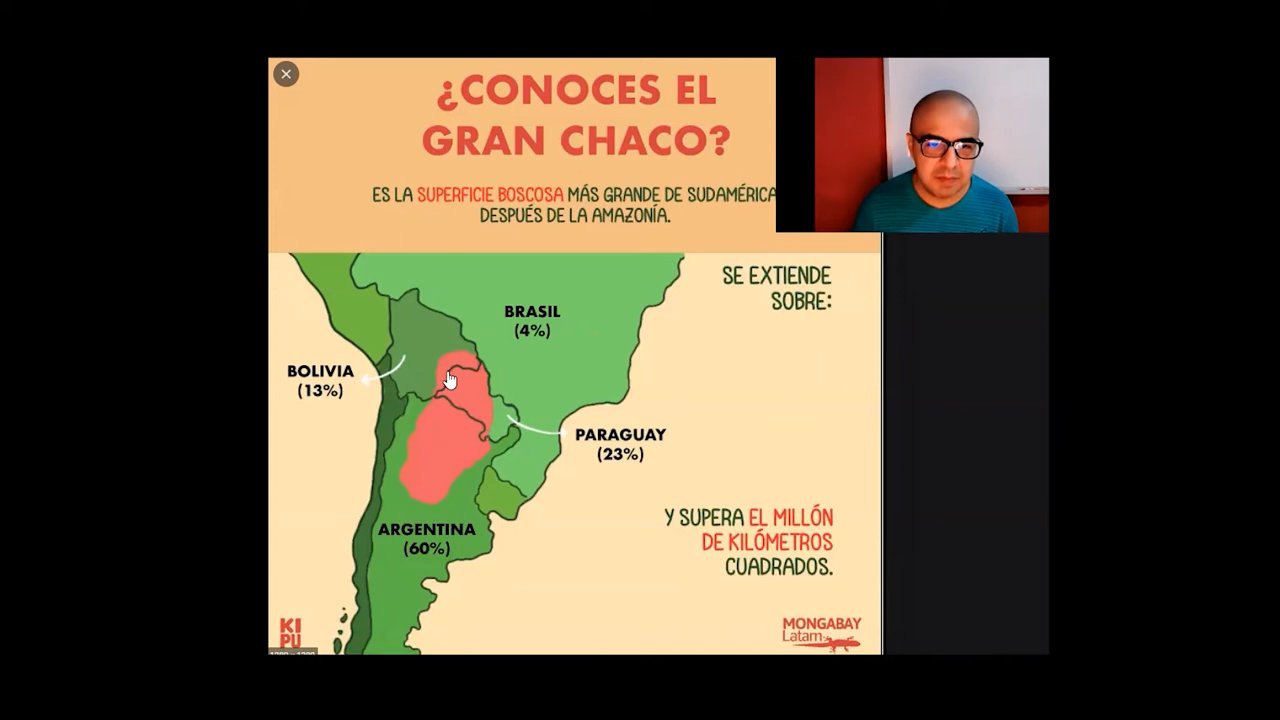 ¿CONOCES EL
GRAN CHACO?
ES LA SUPERFICIE BOSCOSA MÁS GRANDE DE SUDAMÉRICA
DESPUÉS DE LA AMAZONÍA.
SE EXTIENDE
SOBRE:
BRASIL
(4%)
BOLIVIA
(13%)
PARAGUAY
(23%)
ARGENTINA
(60%)
Y SUPERA EL MILLÓN
DE KILÓMETROS
CUADRADOS.
KI
PU
MONGABAY
Latam